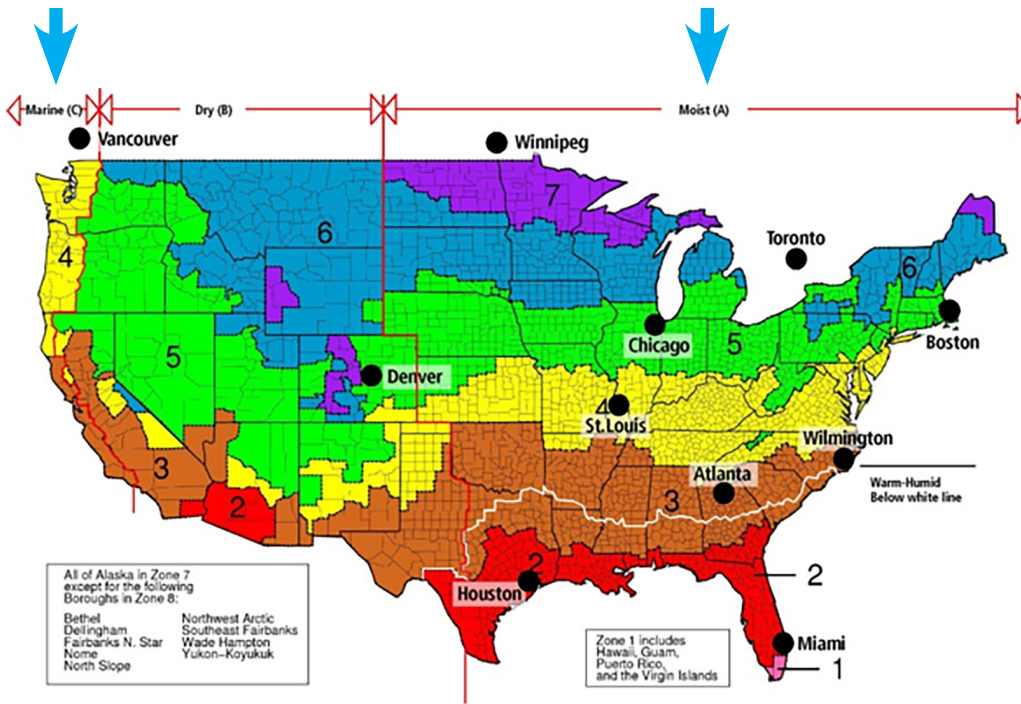 Marine (C)
Dry (B)
Moist (A)
Vancouver
Winnipeg
7
6
Toronto
4
6
5
Chicago
5
Boston
Denver
4
St.Louis
Wilmington
3
Atlanta
3
Warm-Humid
Below white line
2
2
Houston
2
Miami
1
All of Alaska in Zone 7
except for the following
Boroughs in Zone 8:
Bethel
Dellingham
Fairbanks N. Star
Nome
North Slope
Northwest Arctic
Southeast Fairbanks
Wade Hampton
Yukon-Koyukuk
Zone 1 includes
Hawaii, Guam,
Puerto Rico,
and the Virgin Islands